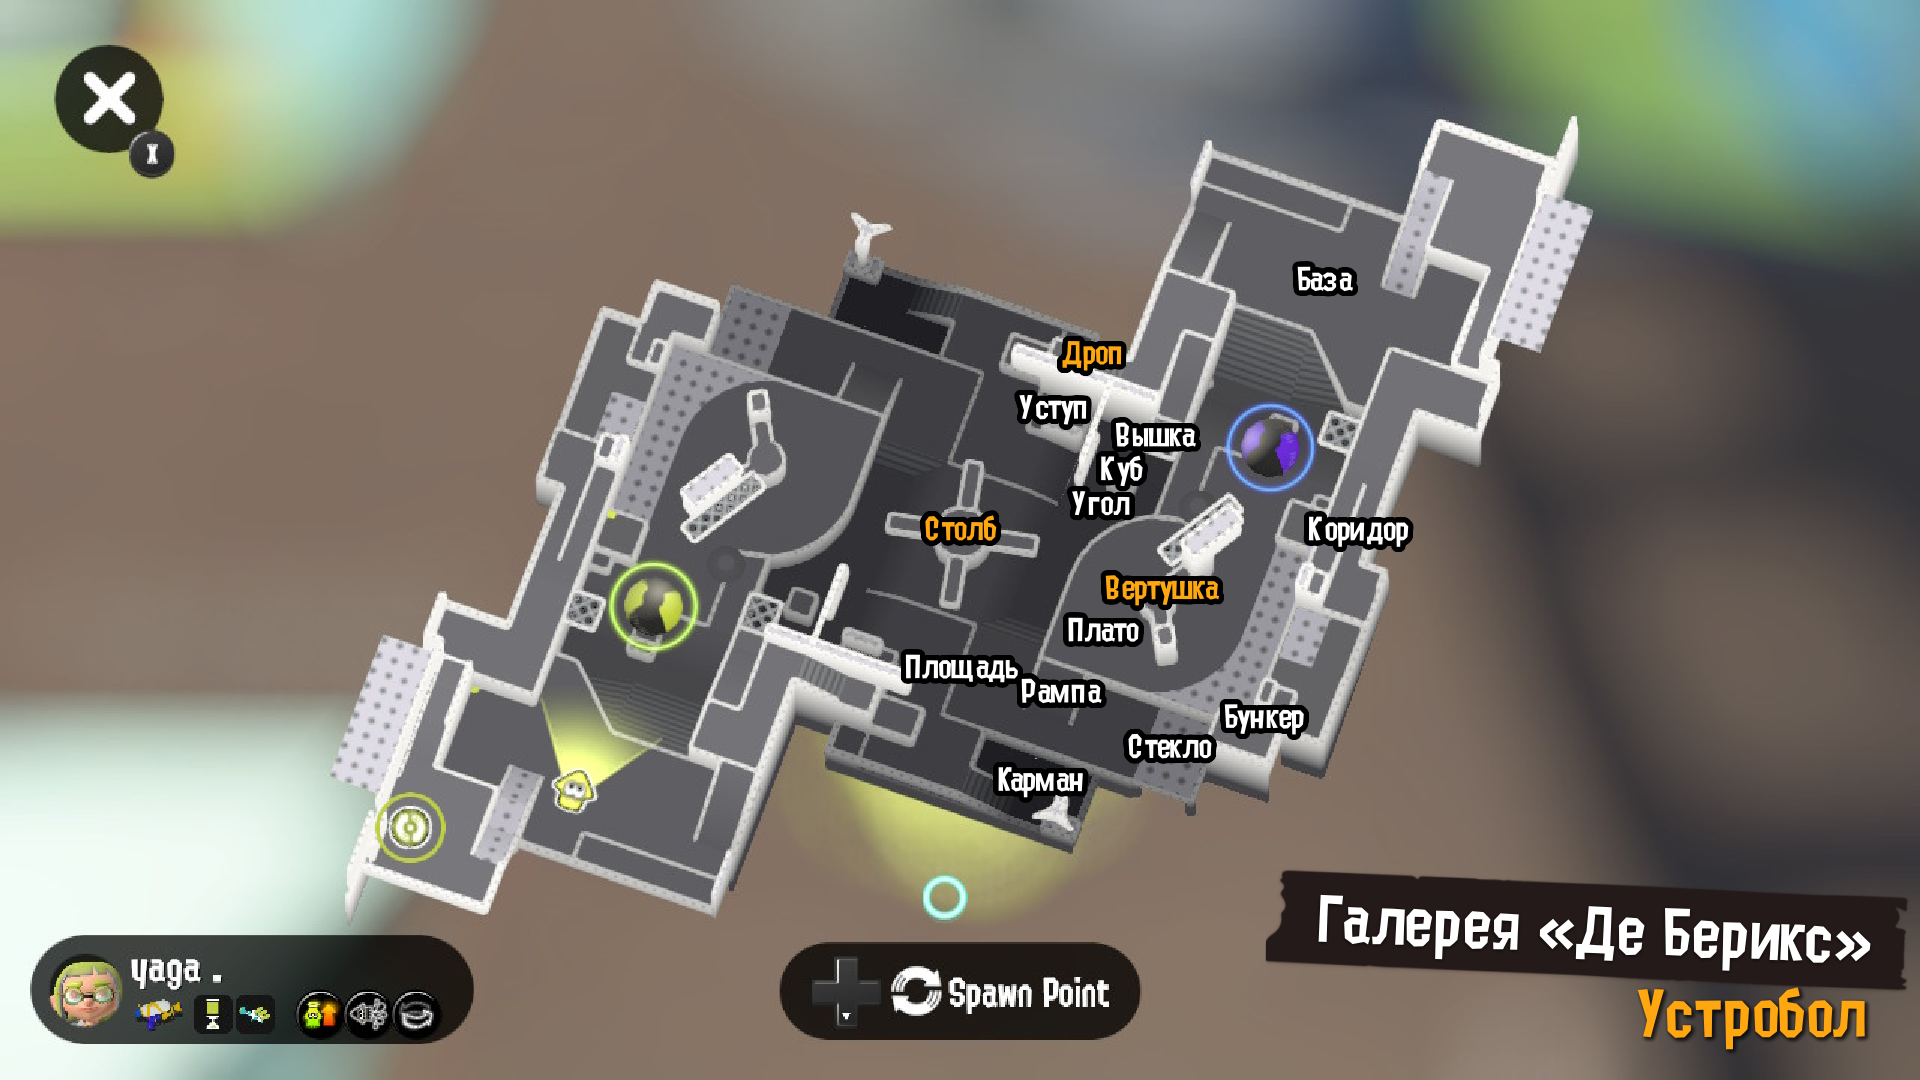 X
База
Дроп
Уступ
Вышка
Куб
Угол
Столб
Коридор
Вертушка
Плато
Площадь
Рампа
Бункер
Стекло
Карман
Галерея «Де Берикс»
Устробол
yaga .
Spawn Point